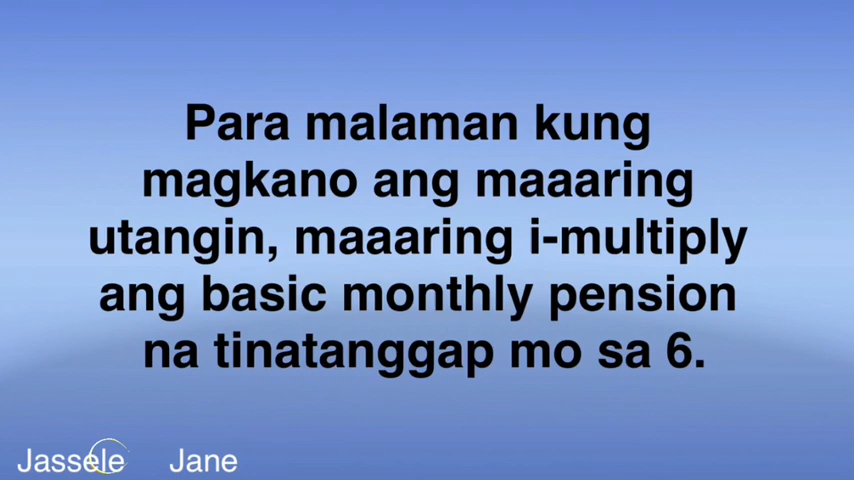 Para malaman kung
magkano ang maaaring
utangin, maaaring i-multiply
ang basic monthly pension
na tinatanggap mo sa 6.
Jassele Jane